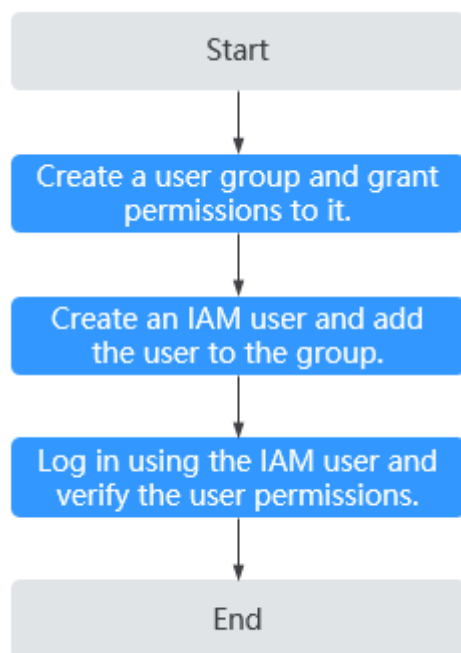 Start
Create a user group and grant
permissions to it.
Create an IAM user and add
the user to the group.
Log in using the IAM user and
verify the user permissions.
End